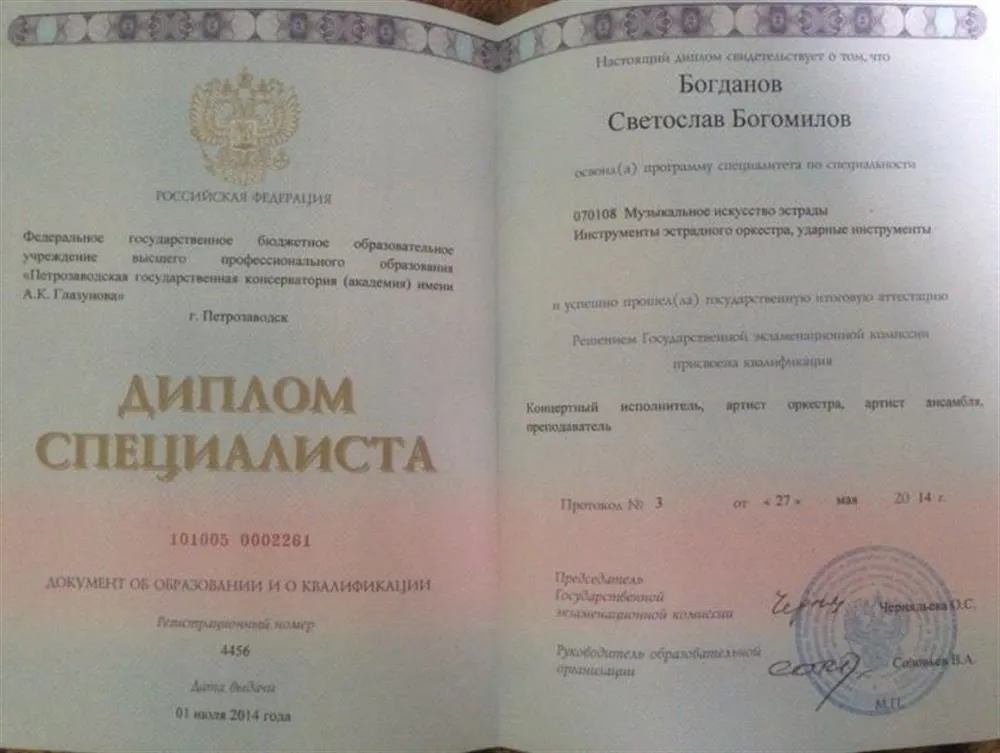 РОССИЙСКАЯ ФЕДЕРАЦИЯ
Федеральное государственное бюджетное образовательное
учреждение высшего профессионального образования
«Петрозаводская государственная консерватория (академия) имени
А.К. Глазунова»
г. Петрозаводск
ДИПЛОМ
СПЕЦИАЛИСТА
101005 0002261
ДОКУМЕНТ ОБ ОБРАЗОВАНИИ И О КВАЛИФИКАЦИИ
Регистрационный номер
4456
Дата выдачи
01 июля 2014 года
Настоящий диплом свидетельствует о том, что
Богданов
Светослав Богомилов
освоил(а) программу специалитета по специальности
070108 Музыкальное искусство эстрады
Инструменты эстрадного оркестра, ударные инструменты
и успешно прошел(ла) государственную итоговую аттестацию
Решением Государственной экзаменационной комиссии
присвоена квалификация
Концертный исполнитель, артист оркестра, артист ансамбля,
преподаватель
Протокол № 3 от « 27 » мая 20 14 г.
Председатель
Государственной
экзаменационной комиссии
О.С.
Руководитель образовательной
организации
Соловьев В.А.
М.П.